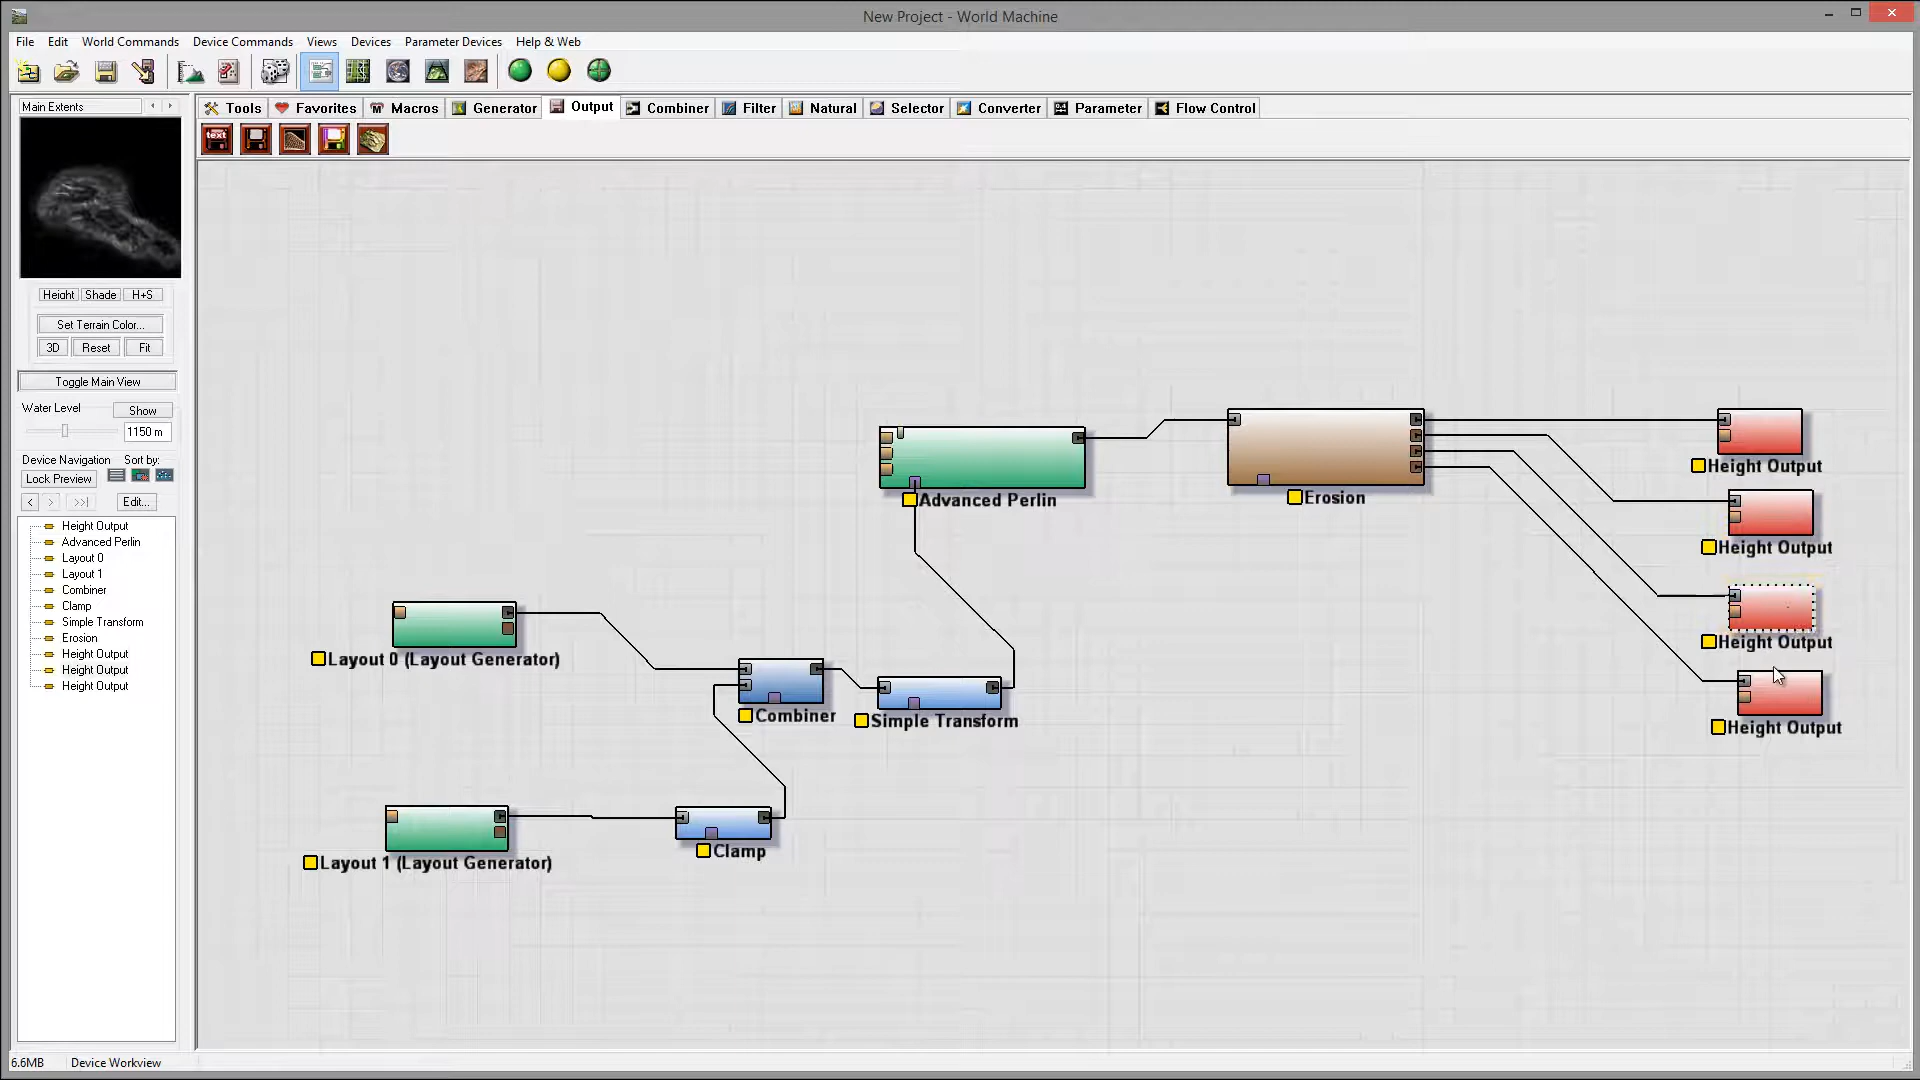 New Project - World Machine
File Edit World Commands Device Commands Views Devices Parameter Devices Help & Web
Main Extents
Tools Favorites Macros Generator Output Combiner Filter Natural Selector Converter Parameter Flow Control
text
Height Shade H+S
Set Terrain Color...
3D Reset Fit
Toggle Main View
Water Level Show
1150 m
Device Navigation Sort by:
Lock Preview
< > >>| Edit...
Height Output
Advanced Perlin
Layout 0
Layout 1
Combiner
Clamp
Simple Transform
Erosion
Height Output
Height Output
Height Output
Advanced Perlin
Erosion
Height Output
Height Output
Height Output
Height Output
Layout 0 (Layout Generator)
Combiner
Simple Transform
Layout 1 (Layout Generator)
Clamp
6.6MB Device Workview